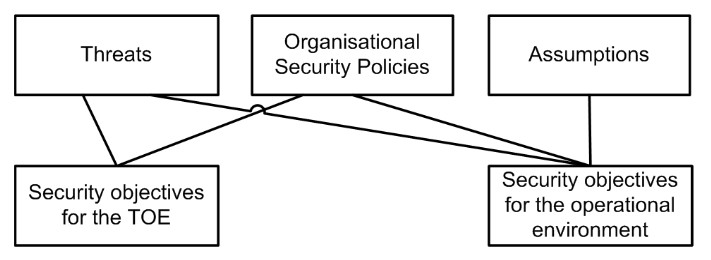 Threats
Organisational
Security Policies
Assumptions
Security objectives
for the TOE
Security objectives
for the operational
environment